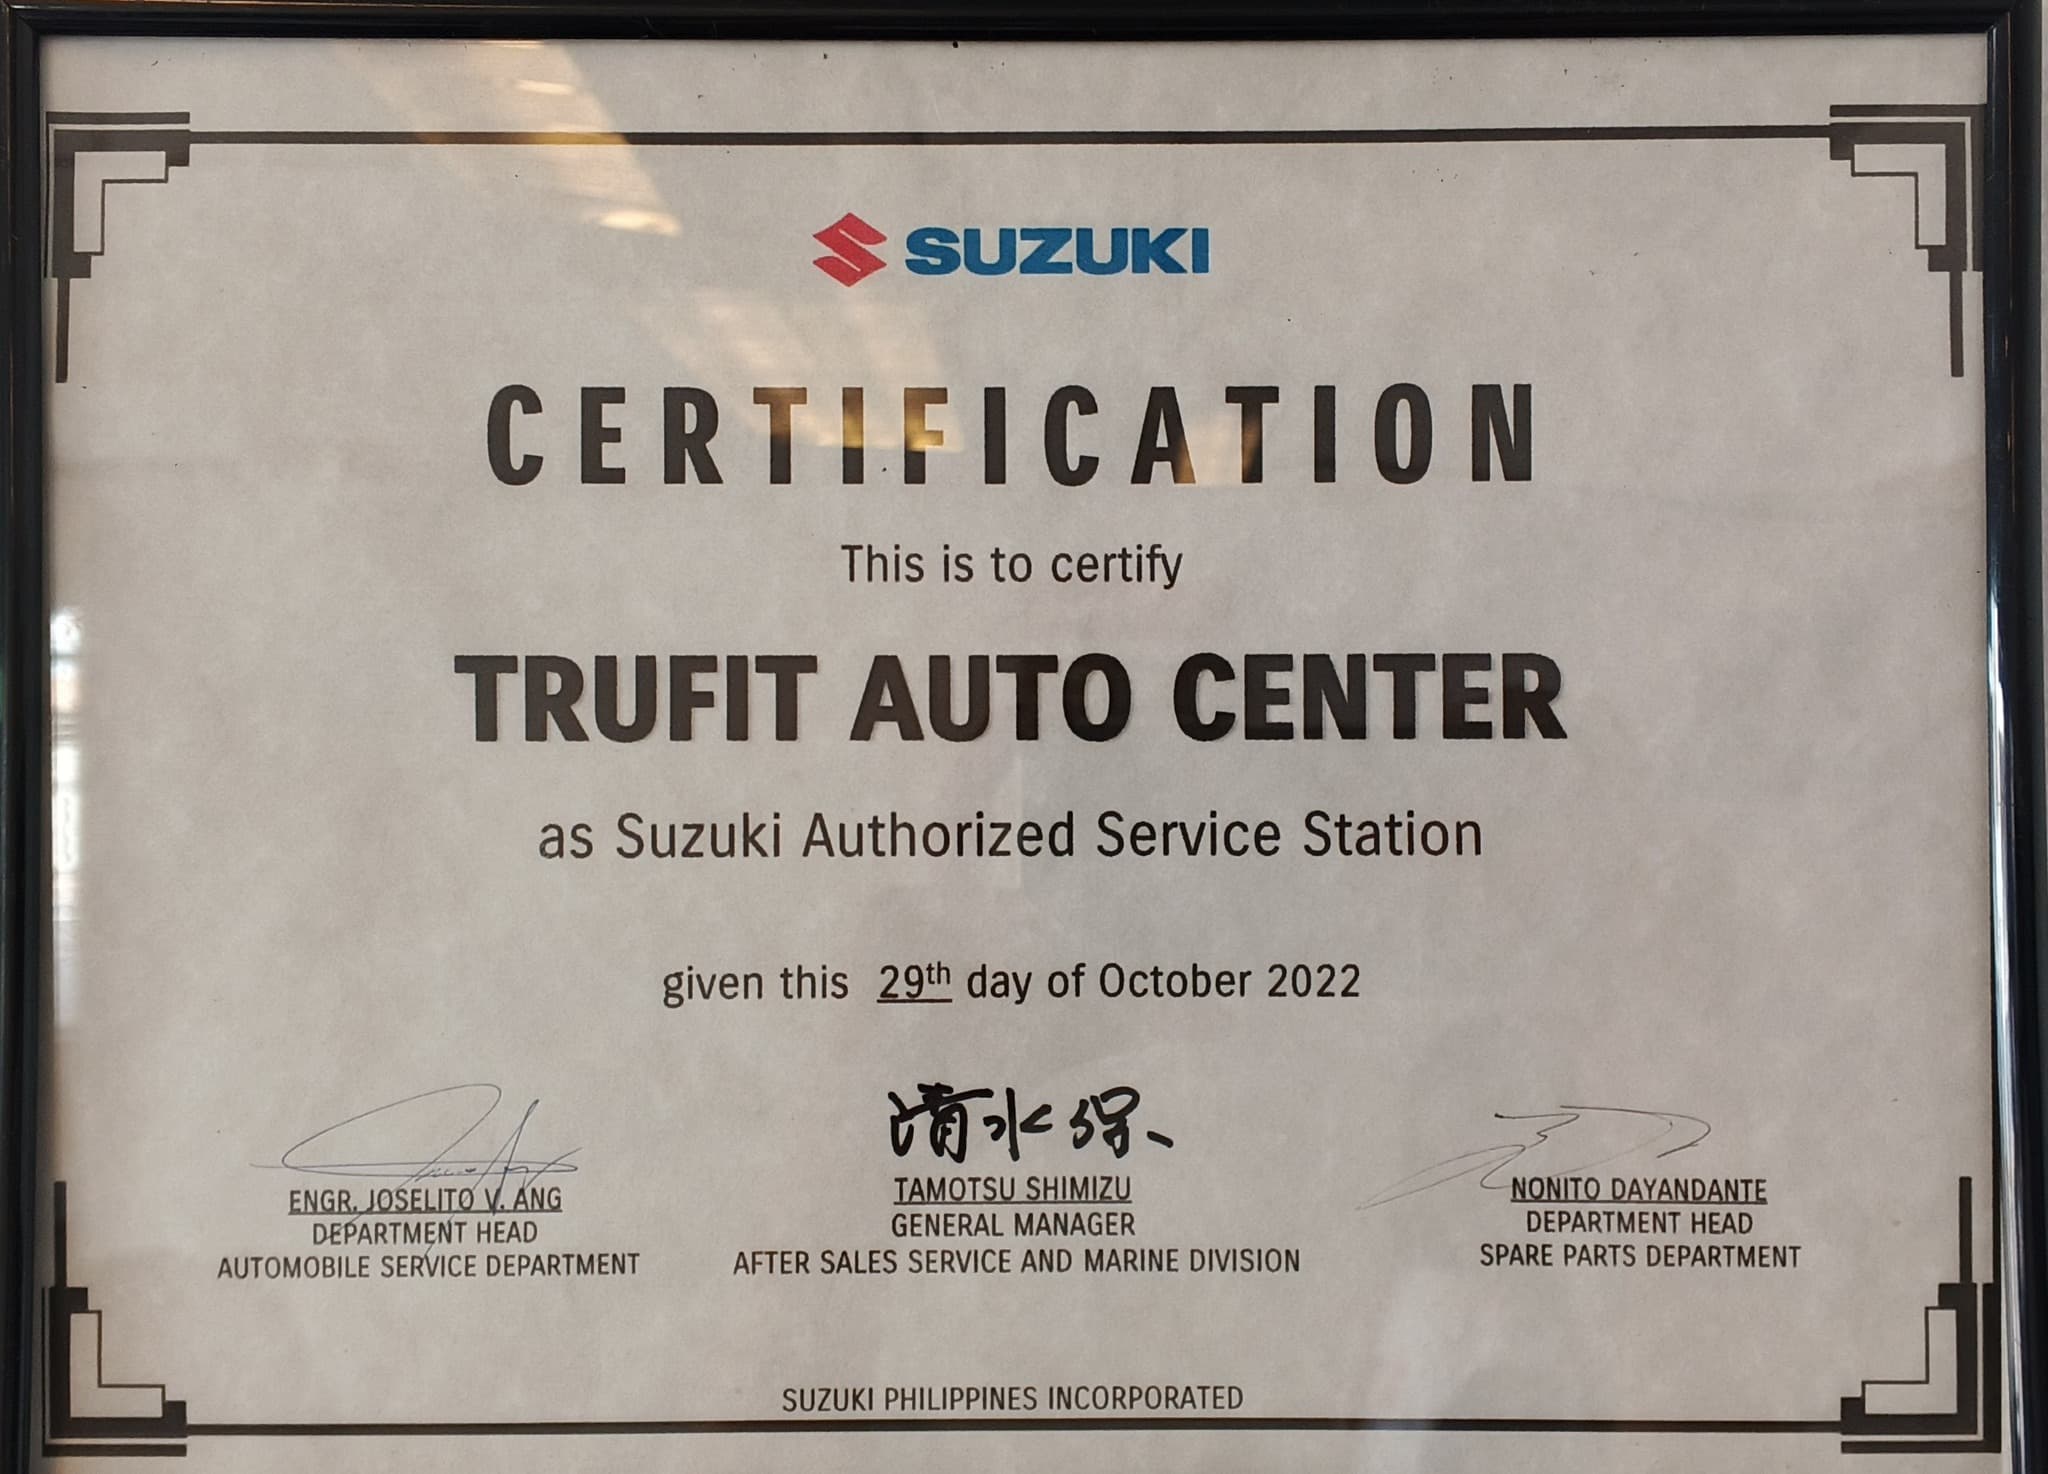 SUZUKI
CERTIFICATION
This is to certify
TRUFIT AUTO CENTER
as Suzuki Authorized Service Station
given this 29th day of October 2022
清水保
ENGR. JOSELITO V. ANG
DEPARTMENT HEAD
AUTOMOBILE SERVICE DEPARTMENT
TAMOTSU SHIMIZU
GENERAL MANAGER
AFTER SALES SERVICE AND MARINE DIVISION
NONITO DAYANDANTE
DEPARTMENT HEAD
SPARE PARTS DEPARTMENT
SUZUKI PHILIPPINES INCORPORATED